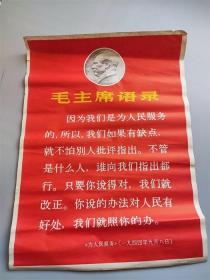 毛主席语录
因为我们是为人民服务
的，所以，我们如果有缺点，
就不怕别人批评指出。不管
是什么人，谁向我们指出都
行。只要你说得对，我们就
改正。你说的办法对人民有
好处，我们就照你的办。
《为人民服务》（一九四四年九月八日）